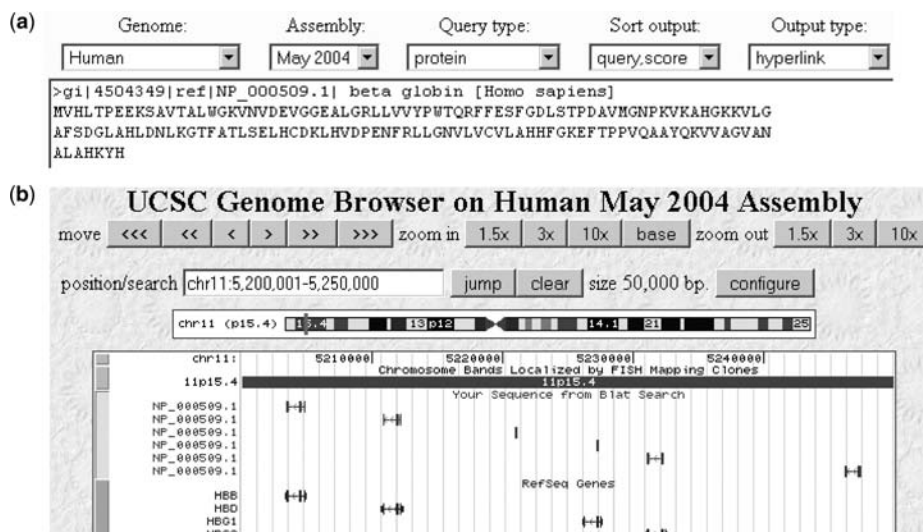 (a)
Genome: Assembly: Query type: Sort output: Output type:
Human May 2004 protein query,score hyperlink
>gi|4504349|ref|NP_000509.1| beta globin [Homo sapiens]
MVHLTPEEKSAVTALWGKVNVDEVGGEALGRLLVVYPWTQRFFESFGDLSTPDAVMGNPKVKAHGKKVLG
AFSDGLAHLDNLKGTFATLSELHCDKLHVDPENFRLLGNVLVCVLAHHFGKEFTPPVQAAYQKVVAGVAN
ALAHKYH
(b)
UCSC Genome Browser on Human May 2004 Assembly
move <<< << < > >> >>> zoom in 1.5x 3x 10x base zoom out 1.5x 3x 10x
position/search chr11:5,200,001-5,250,000 jump clear size 50,000 bp. configure
chr11 (p15.4) 13 p12 14.1 21 25
chr11: 5210000| 5220000| 5230000| 5240000|
Chromosome Bands Localized by FISH Mapping Clones
11p15.4 11p15.4
Your Sequence from Blat Search
NP_000509.1
NP_000509.1
NP_000509.1
NP_000509.1
NP_000509.1
NP_000509.1
RefSeq Genes
HBB
HBD
HBG1